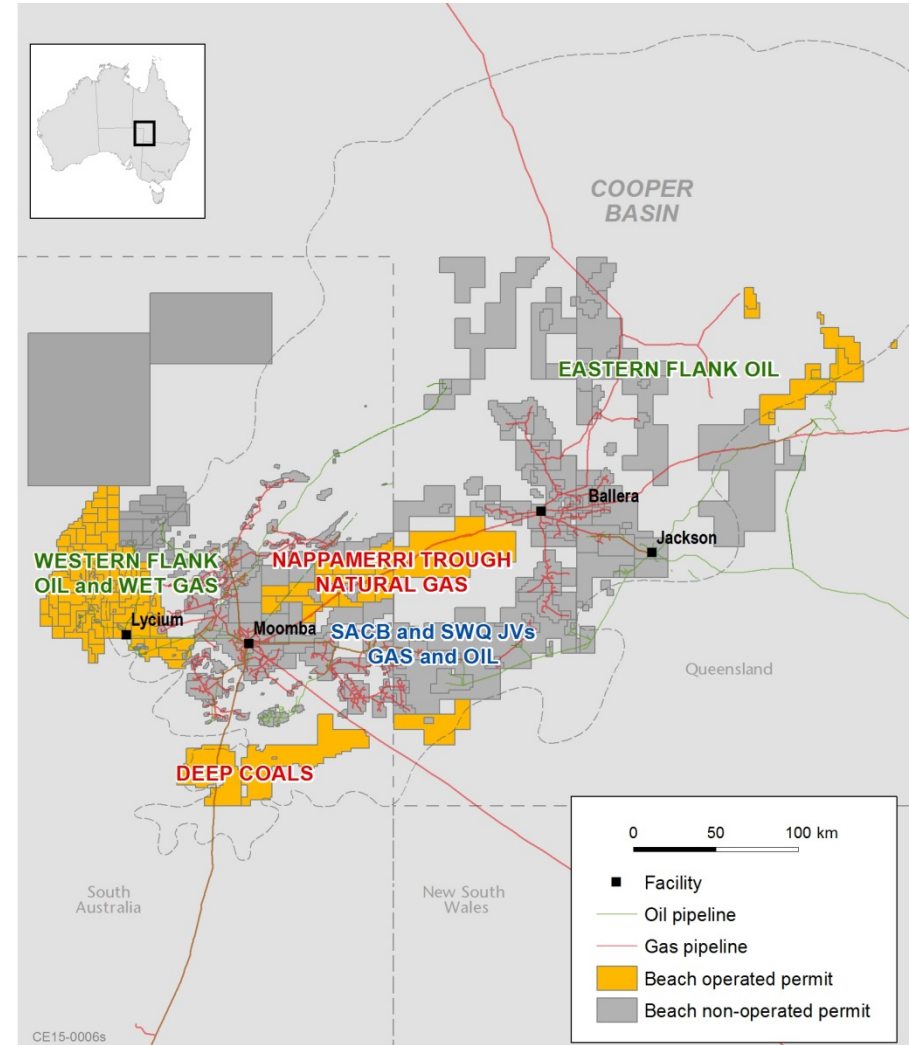 COOPER
BASIN
EASTERN FLANK OIL
Ballera
Jackson
WESTERN FLANK
OIL and WET GAS
NAPPAMERRI TROUGH
NATURAL GAS
Lycium
Moomba
SACB and SWQ JVs
GAS and OIL
Queensland
DEEP COALS
South
Australia
New South
Wales
0 50 100 km
Facility
Oil pipeline
Gas pipeline
Beach operated permit
Beach non-operated permit
CE15-0006s